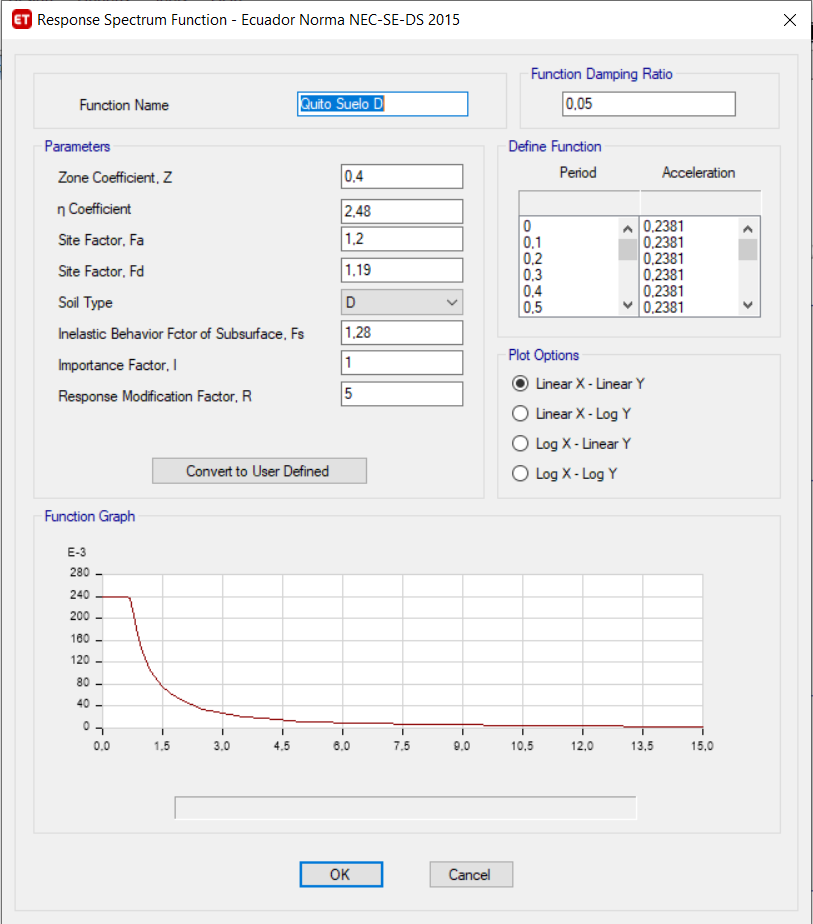 ET Response Spectrum Function - Ecuador Norma NEC-SE-DS 2015
Function Name
Quito Suelo D
Function Damping Ratio
0,05
Parameters
Zone Coefficient, Z
0,4
η Coefficient
2,48
Site Factor, Fa
1,2
Site Factor, Fd
1,19
Soil Type
D
Inelastic Behavior Fctor of Subsurface, Fs
1,28
Importance Factor, I
1
Response Modification Factor, R
5
Convert to User Defined
Define Function
Period Acceleration
0 0,2381
0,1 0,2381
0,2 0,2381
0,3 0,2381
0,4 0,2381
0,5 0,2381
Plot Options
Linear X - Linear Y
Linear X - Log Y
Log X - Linear Y
Log X - Log Y
Function Graph
E-3
280
240
200
160
120
80
40
0
0,0 1,5 3,0 4,5 6,0 7,5 9,0 10,5 12,0 13,5 15,0
OK Cancel